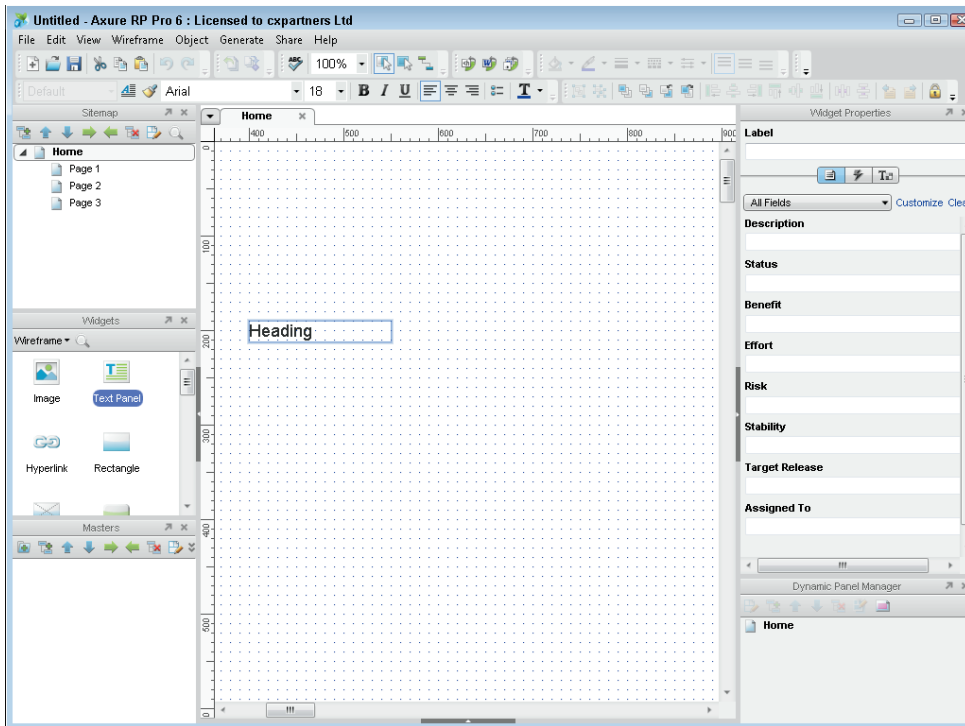 Untitled - Axure RP Pro 6 : Licensed to cxpartners Ltd
File Edit View Wireframe Object Generate Share Help
100%
Default Arial 18 B I U T
Sitemap
Home
Page 1
Page 2
Page 3
Widgets
Wireframe
Image Text Panel
Hyperlink Rectangle
Masters
Home
400 500 600 700 800 900
0
100
200
300
400
500
0
Heading
Widget Properties
Label
All Fields Customize Clea
Description
Status
Benefit
Effort
Risk
Stability
Target Release
Assigned To
Dynamic Panel Manager
Home